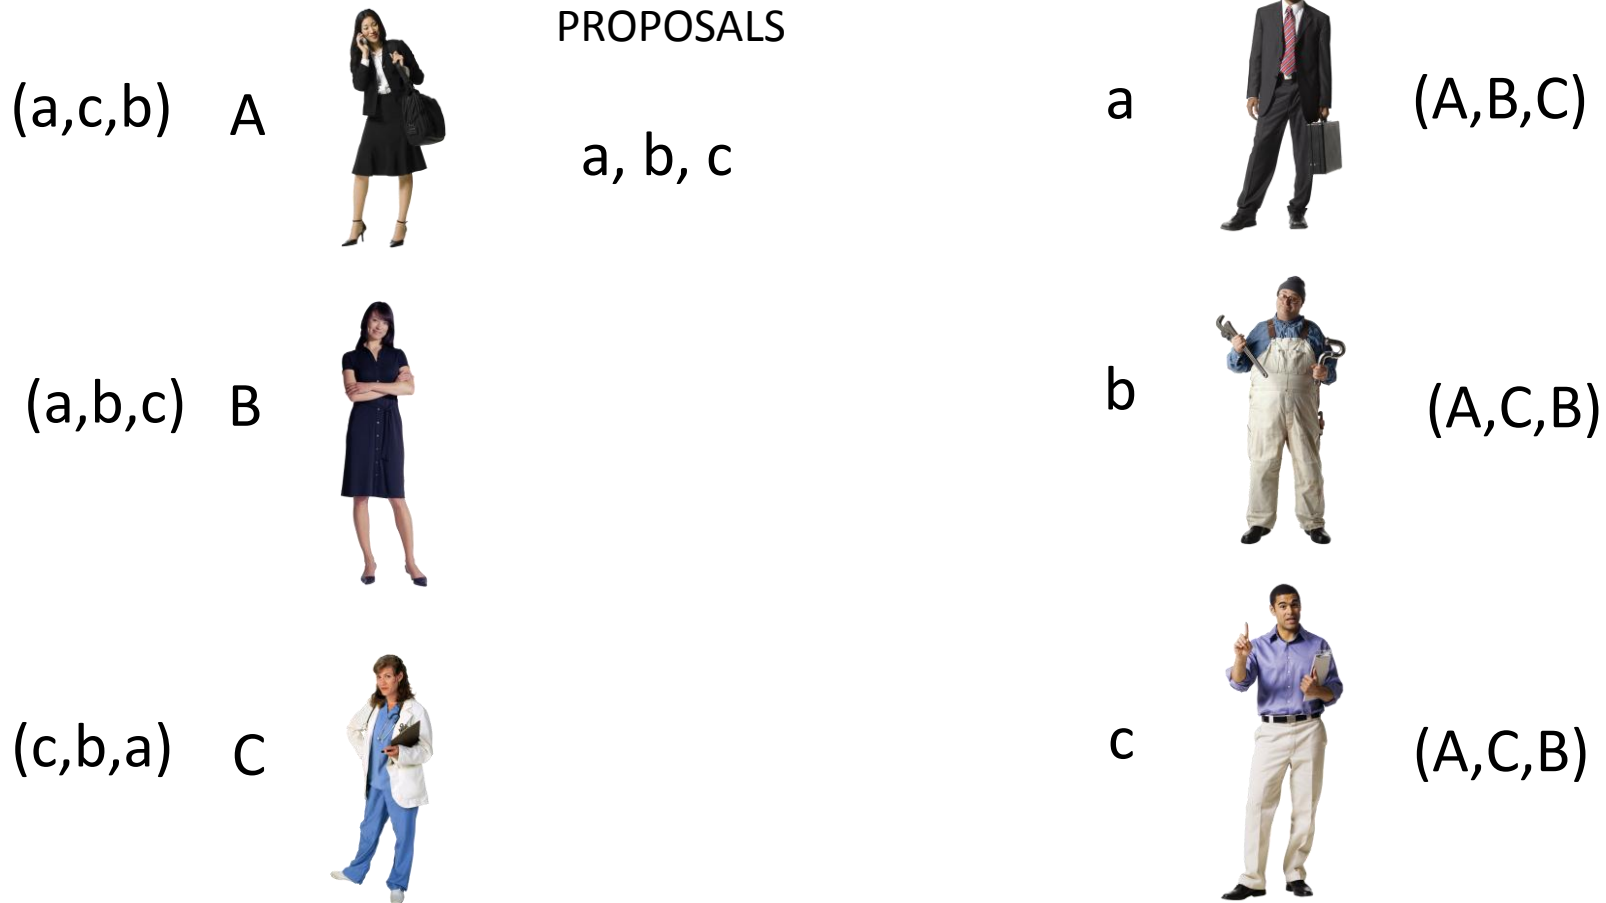 PROPOSALS
(a,c,b) A a (A,B,C)
a, b, c
(a,b,c) B b (A,C,B)
(c,b,a) C c (A,C,B)